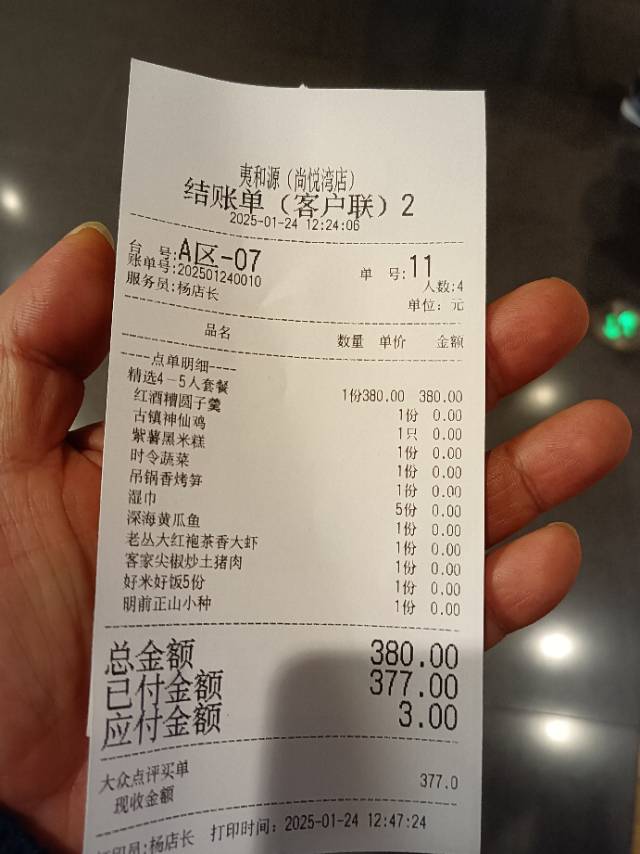 夷和源（尚悦湾店）
结账单（客户联）2
2025-01-24 12:24:06
台 号:A区-07 单 号:11
账单号:202501240010 人数:4
服务员:杨店长 单位: 元
品名 数量 单价 金额
----点单明细----
精选4-5人套餐 1份380.00 380.00
红酒糟圆子羹 1份 0.00
古镇神仙鸡 1只 0.00
紫薯黑米糕 1份 0.00
时令蔬菜 1份 0.00
吊锅香烤笋 1份 0.00
湿巾 5份 0.00
深海黄瓜鱼 1份 0.00
老丛大红袍茶香大虾 1份 0.00
客家尖椒炒土猪肉 1份 0.00
好米好饭5份 1份 0.00
明前正山小种 1份 0.00
总金额 380.00
已付金额 377.00
应付金额 3.00
大众点评买单 377.0
现收金额
打印员:杨店长 打印时间: 2025-01-24 12:47:24